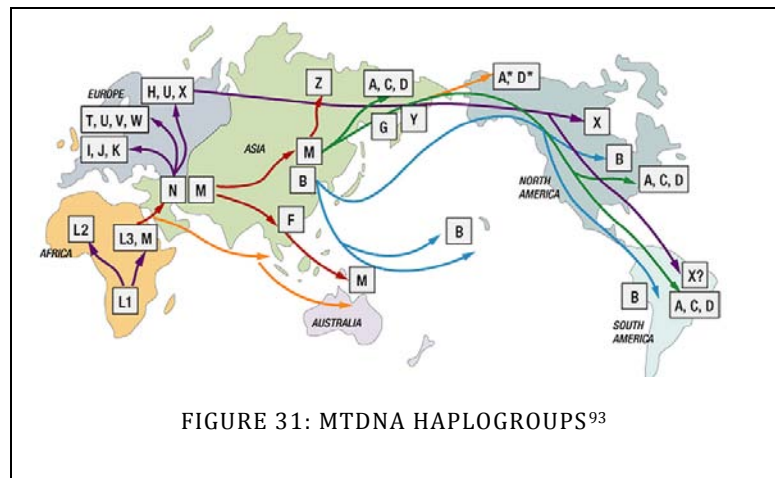 Z
A, C, D
A,* D*
H, U, X
EUROPE
T, U, V, W
G
Y
X
I, J, K
ASIA
M
B
B
N
M
NORTH
AMERICA
A, C, D
L2
L3, M
F
B
AFRICA
M
X?
L1
B
A, C, D
AUSTRALIA
SOUTH
AMERICA
FIGURE 31: MTDNA HAPLOGROUPS⁹³